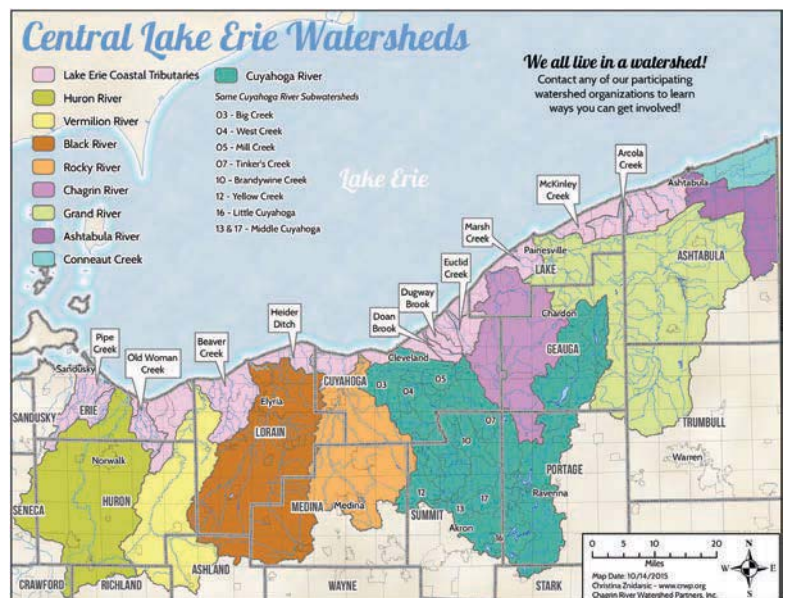 Central Lake Erie Watersheds
Lake Erie Coastal Tributaries
Huron River
Vermilion River
Black River
Rocky River
Chagrin River
Grand River
Ashtabula River
Conneaut Creek
Cuyahoga River
Some Cuyahoga River Subwatersheds
03 - Big Creek
04 - West Creek
05 - Mill Creek
07 - Tinker's Creek
10 - Brandywine Creek
12 - Yellow Creek
16 - Little Cuyahoga
13 & 17 - Middle Cuyahoga
We all live in a watershed!
Contact any of our participating
watershed organizations to learn
ways you can get involved!
Lake Erie
Arcola
Creek
McKinley
Creek
Ashtabula
Marsh
Creek
Painesville
LAKE
ASHTABULA
Euclid
Creek
Dugway
Brook
Doan
Brook
Chardon
GEAUGA
Heider
Ditch
Beaver
Creek
Pipe
Creek
Old Woman
Creek
Sandusky
SANDUSKY
ERIE
Cleveland
CUYAHOGA
03
04
05
07
10
Elyria
LORAIN
TRUMBULL
Warren
Norwalk
HURON
SENECA
MEDINA
Medina
12
13
17
16
SUMMIT
Akron
PORTAGE
Ravenna
ASHLAND
CRAWFORD
RICHLAND
WAYNE
STARK
0 5 10 20
Miles
N
W E
S
Map Date: 10/14/2015
Christina Znidarsic - www.crwp.org
Chagrin River Watershed Partners, Inc.